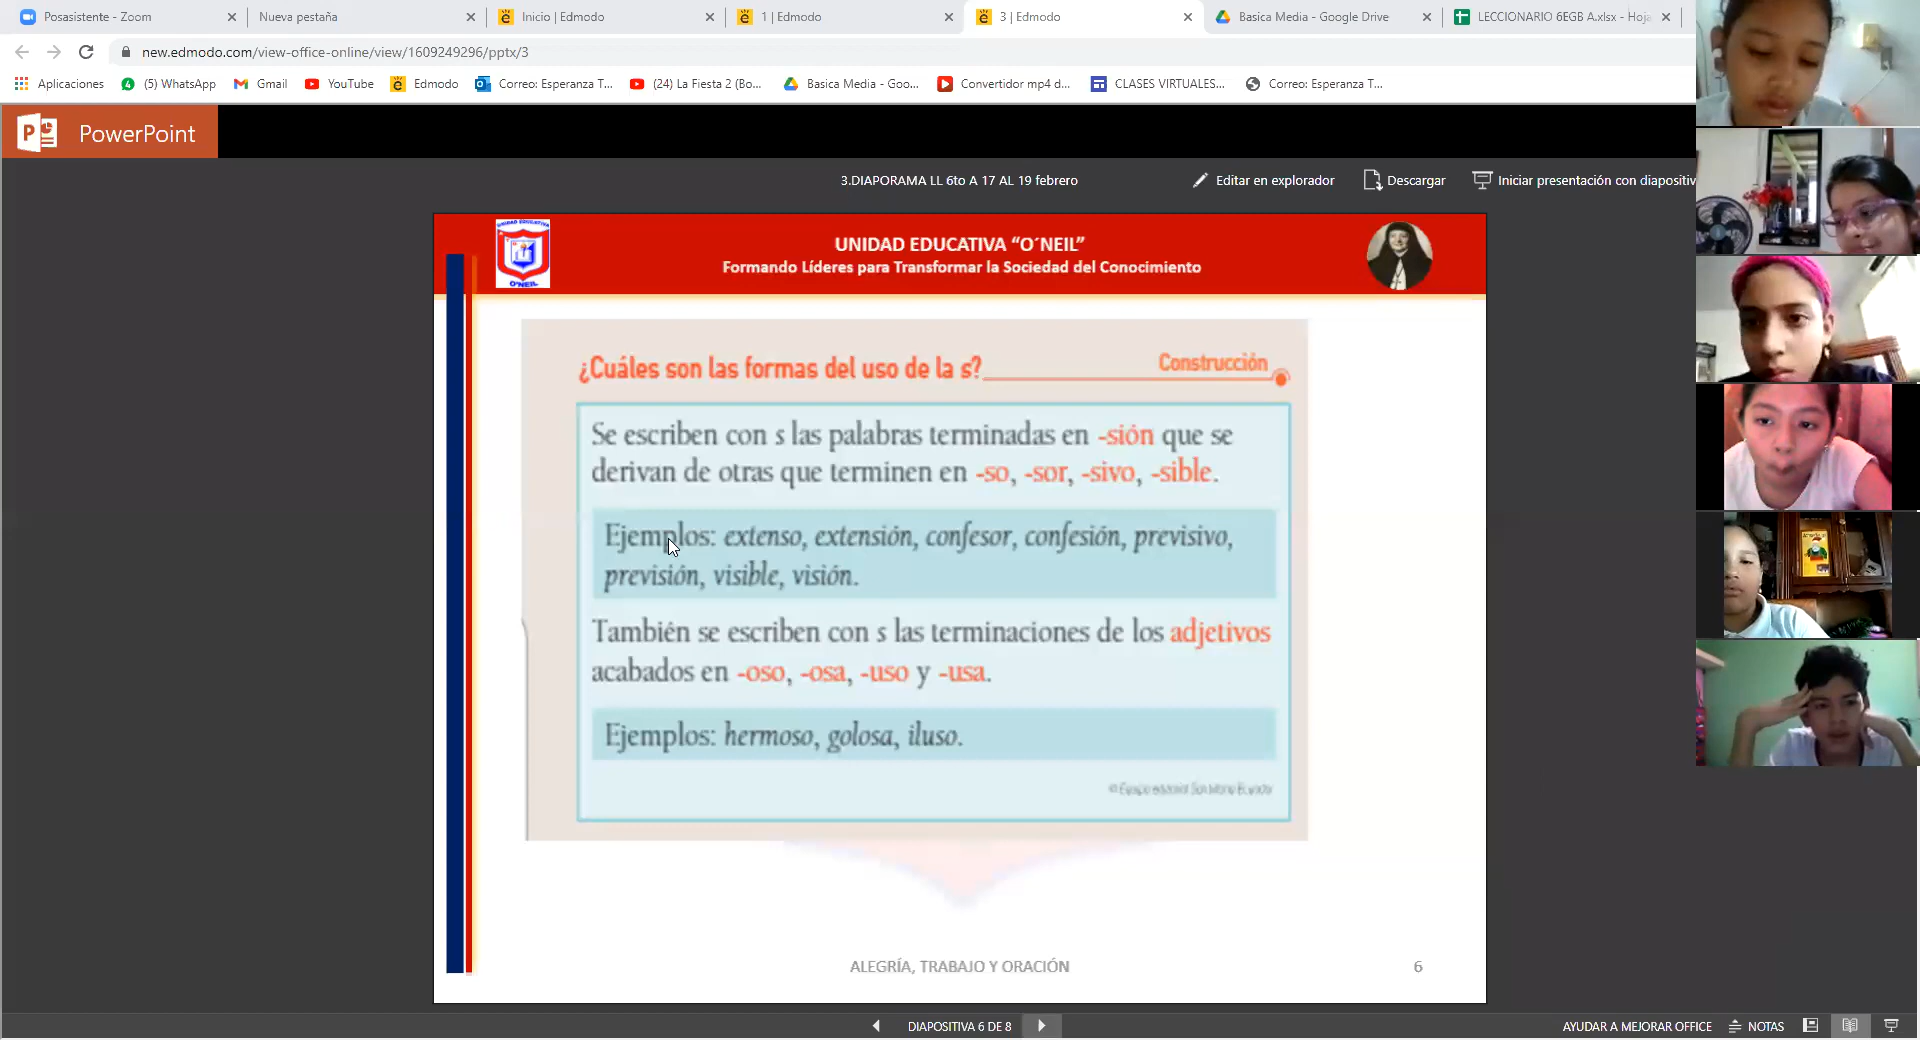 Posasistente - Zoom
Nueva pestaña
Inicio | Edmodo
1 | Edmodo
3 | Edmodo
Basica Media - Google Drive
LECCIONARIO 6EGB A.xlsx - Hoja
new.edmodo.com/view-office-online/view/1609249296/pptx/3
Aplicaciones
(5) WhatsApp
Gmail
YouTube
Edmodo
Correo: Esperanza T...
(24) La Fiesta 2 (Bo...
Basica Media - Goo...
Convertidor mp4 d...
CLASES VIRTUALES...
Correo: Esperanza T...
PowerPoint
3.DIAPORAMA LL 6to A 17 AL 19 febrero
Editar en explorador
Descargar
Iniciar presentación con diapositiv
UNIDAD EDUCATIVA
O'NEIL
UNIDAD EDUCATIVA “O´NEIL”
Formando Líderes para Transformar la Sociedad del Conocimiento
¿Cuáles son las formas del uso de la s?
Construcción
Se escriben con s las palabras terminadas en -sión que se
derivan de otras que terminen en -so, -sor, -sivo, -sible.
Ejemplos: extenso, extensión, confesor, confesión, previsivo,
previsión, visible, visión.
También se escriben con s las terminaciones de los adjetivos
acabados en -oso, -osa, -uso y -usa.
Ejemplos: hermoso, golosa, iluso.
ALEGRÍA, TRABAJO Y ORACIÓN
6
DIAPOSITIVA 6 DE 8
AYUDAR A MEJORAR OFFICE
NOTAS